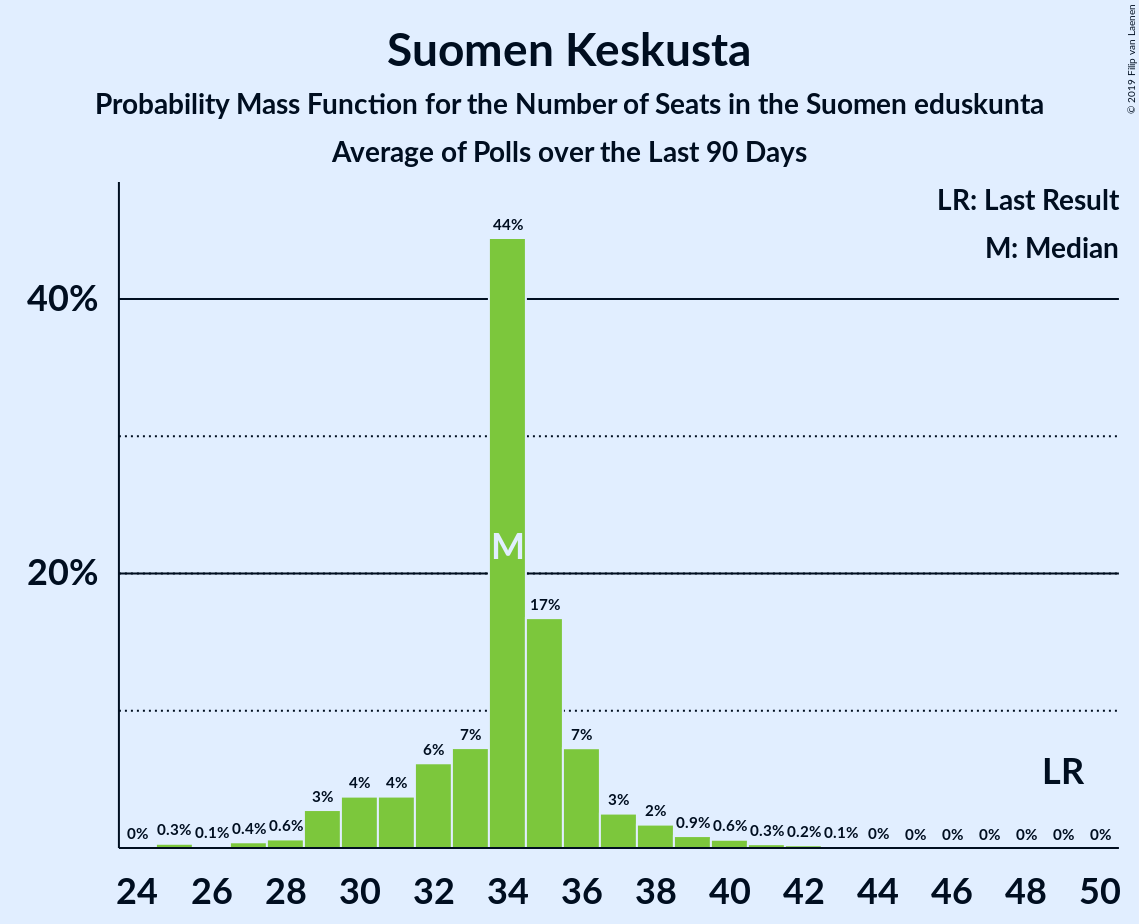 Suomen Keskusta
Probability Mass Function for the Number of Seats in the Suomen eduskunta
Average of Polls over the Last 90 Days
© 2019 Filip van Laenen
LR: Last Result
M: Median
40%
20%
0% 0.3% 0.1% 0.4% 0.6% 3% 4% 4% 6% 7% 44% 17% 7% 3% 2% 0.9% 0.6% 0.3% 0.2% 0.1% 0% 0% 0% 0% 0% 0% 0%
M
LR
24 26 28 30 32 34 36 38 40 42 44 46 48 50